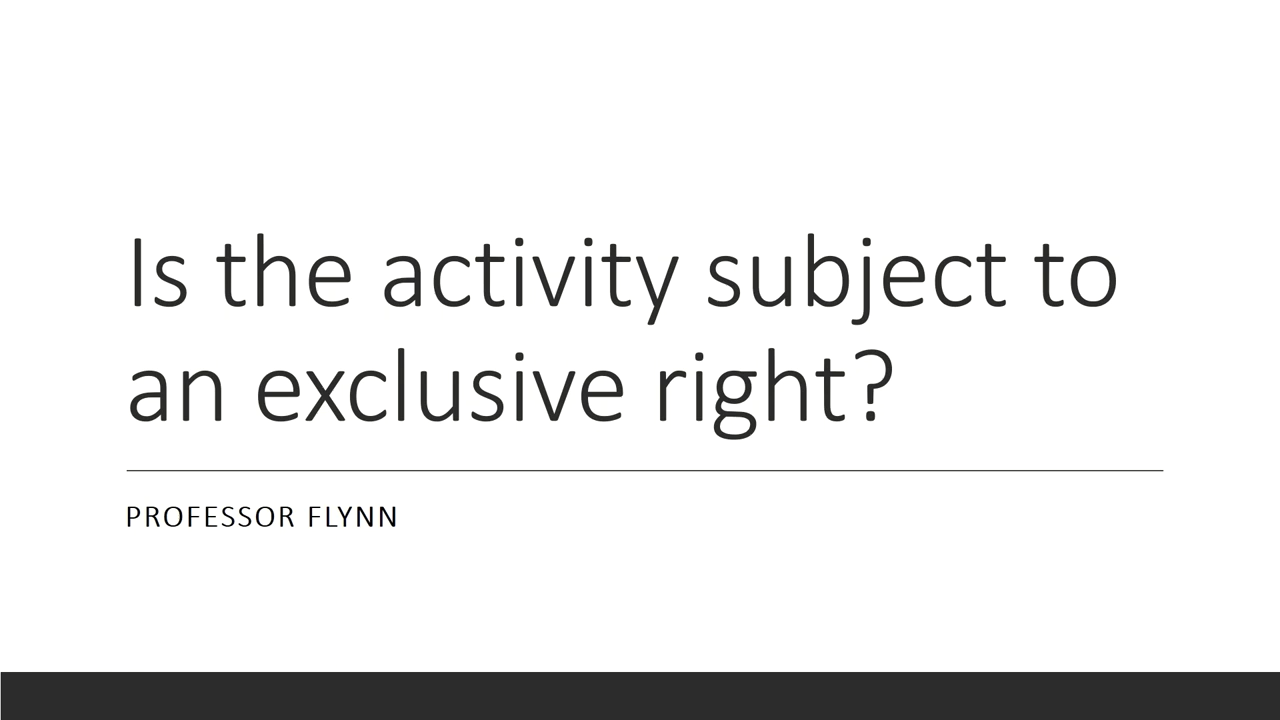 Is the activity subject to
an exclusive right?
PROFESSOR FLYNN